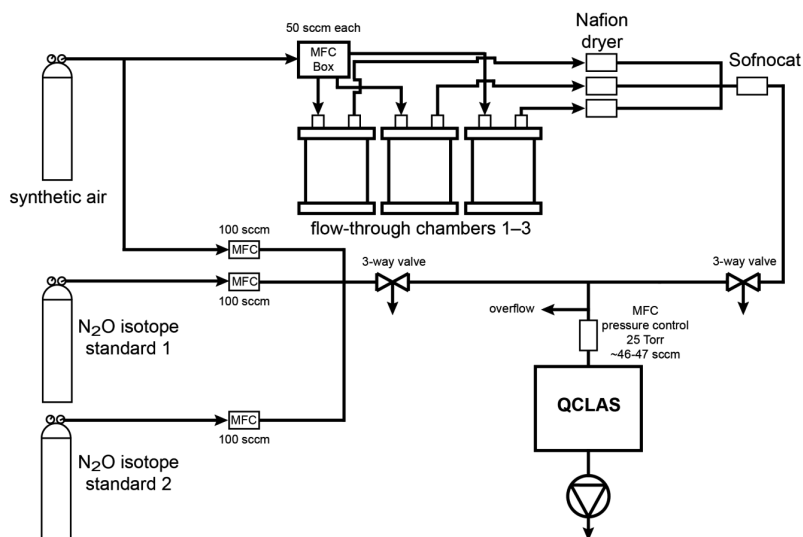 50 sccm each
MFC
Box
Nafion
dryer
Sofnocat
synthetic air
flow-through chambers 1–3
100 sccm
MFC
3-way valve
3-way valve
MFC
100 sccm
N2O isotope
standard 1
overflow
MFC
pressure control
25 Torr
~46-47 sccm
QCLAS
MFC
100 sccm
N2O isotope
standard 2